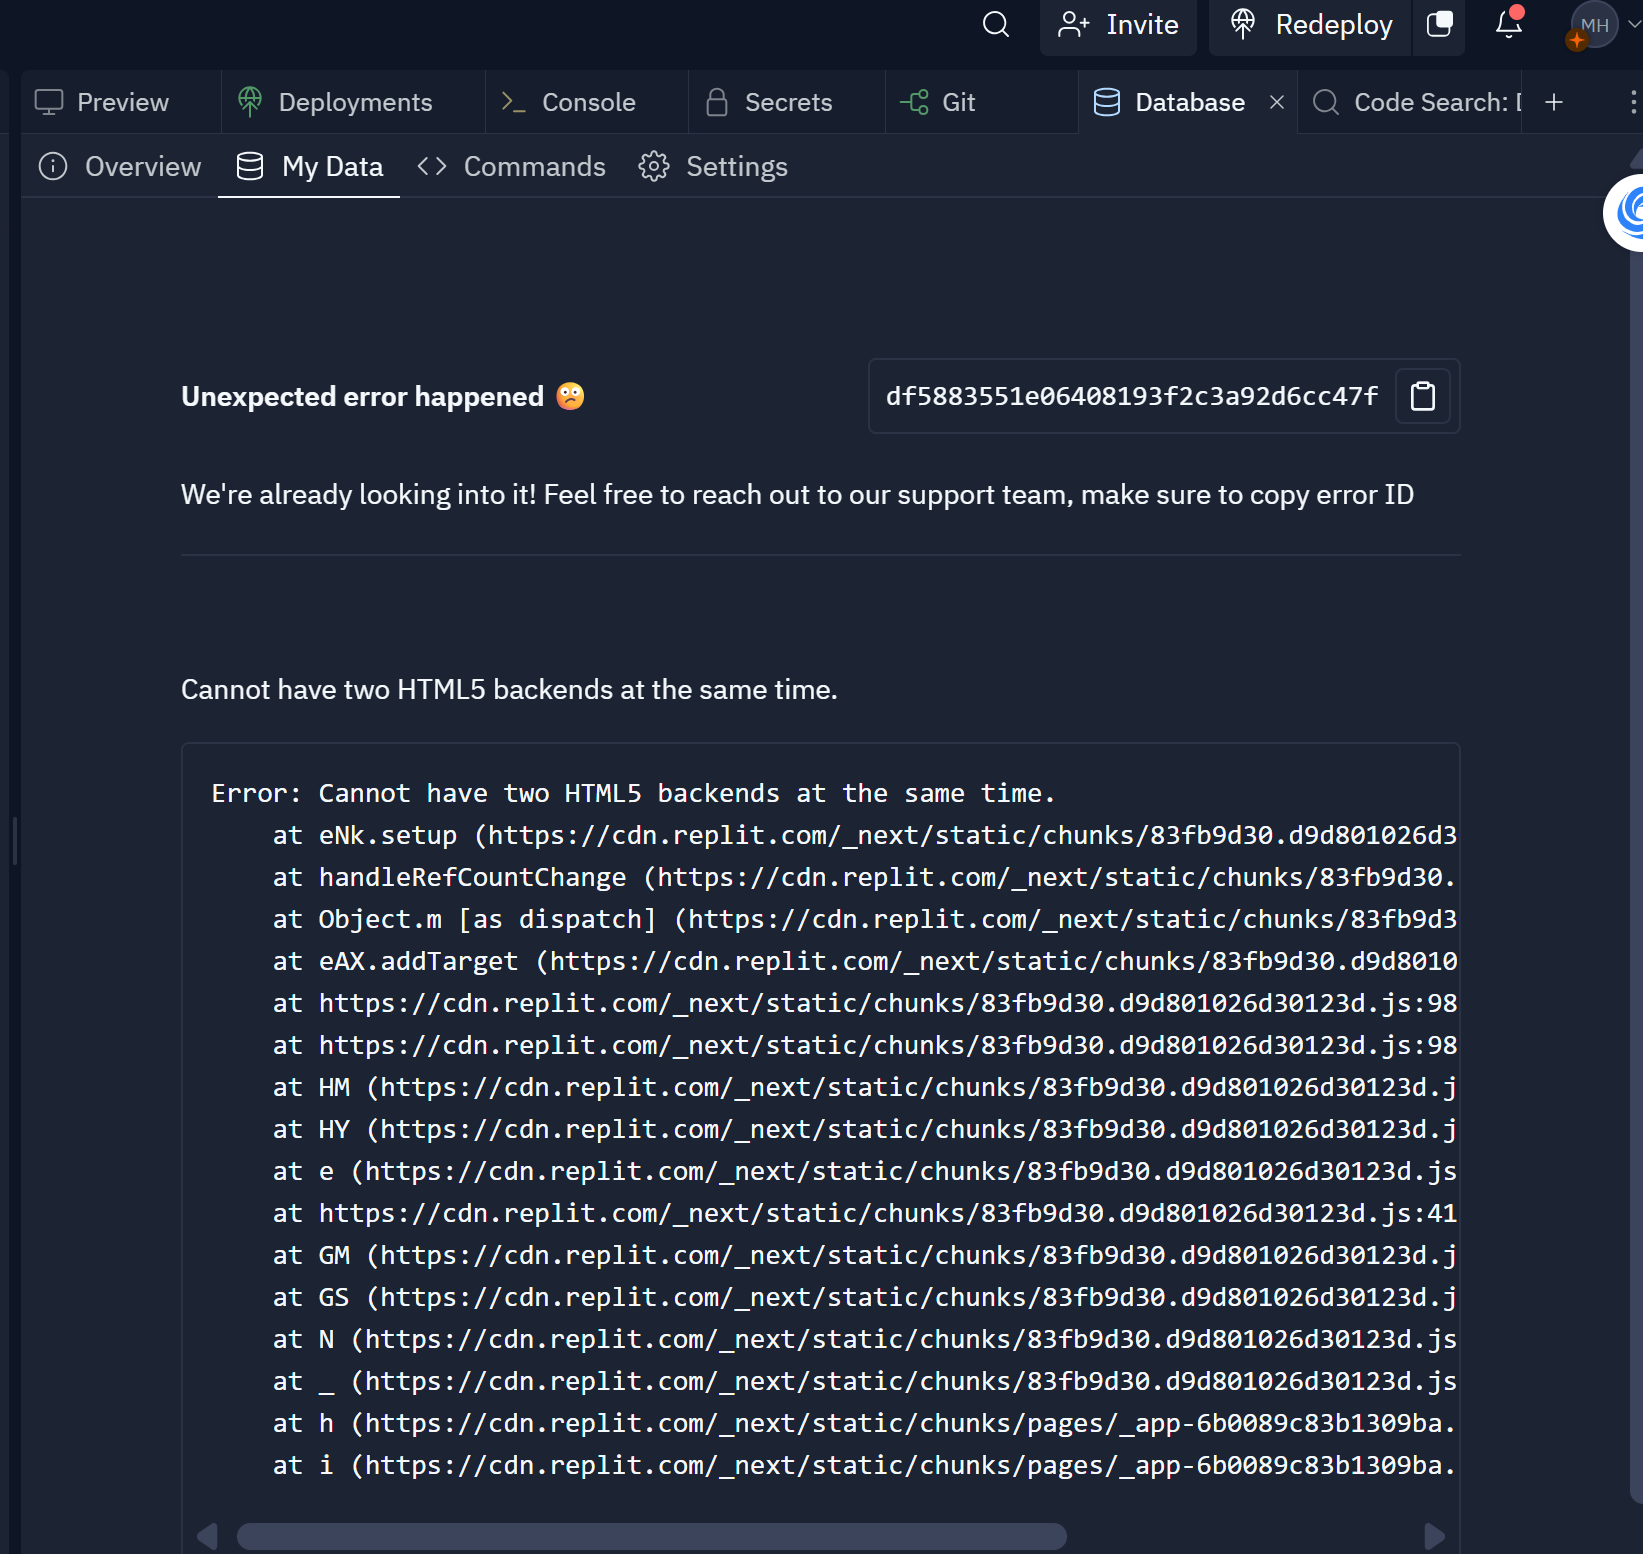 Invite
Redeploy
MH
Preview
Deployments
Console
Secrets
Git
Database
Code Search:
Overview
My Data
Commands
Settings
Unexpected error happened
df5883551e06408193f2c3a92d6cc47f
We're already looking into it! Feel free to reach out to our support team, make sure to copy error ID
Cannot have two HTML5 backends at the same time.
Error: Cannot have two HTML5 backends at the same time.
at eNk.setup (https://cdn.replit.com/_next/static/chunks/83fb9d30.d9d801026d3
at handleRefCountChange (https://cdn.replit.com/_next/static/chunks/83fb9d30.
at Object.m [as dispatch] (https://cdn.replit.com/_next/static/chunks/83fb9d3
at eAX.addTarget (https://cdn.replit.com/_next/static/chunks/83fb9d30.d9d8010
at https://cdn.replit.com/_next/static/chunks/83fb9d30.d9d801026d30123d.js:98
at https://cdn.replit.com/_next/static/chunks/83fb9d30.d9d801026d30123d.js:98
at HM (https://cdn.replit.com/_next/static/chunks/83fb9d30.d9d801026d30123d.j
at HY (https://cdn.replit.com/_next/static/chunks/83fb9d30.d9d801026d30123d.j
at e (https://cdn.replit.com/_next/static/chunks/83fb9d30.d9d801026d30123d.js
at https://cdn.replit.com/_next/static/chunks/83fb9d30.d9d801026d30123d.js:41
at GM (https://cdn.replit.com/_next/static/chunks/83fb9d30.d9d801026d30123d.j
at GS (https://cdn.replit.com/_next/static/chunks/83fb9d30.d9d801026d30123d.j
at N (https://cdn.replit.com/_next/static/chunks/83fb9d30.d9d801026d30123d.js
at _ (https://cdn.replit.com/_next/static/chunks/83fb9d30.d9d801026d30123d.js
at h (https://cdn.replit.com/_next/static/chunks/pages/_app-6b0089c83b1309ba.
at i (https://cdn.replit.com/_next/static/chunks/pages/_app-6b0089c83b1309ba.